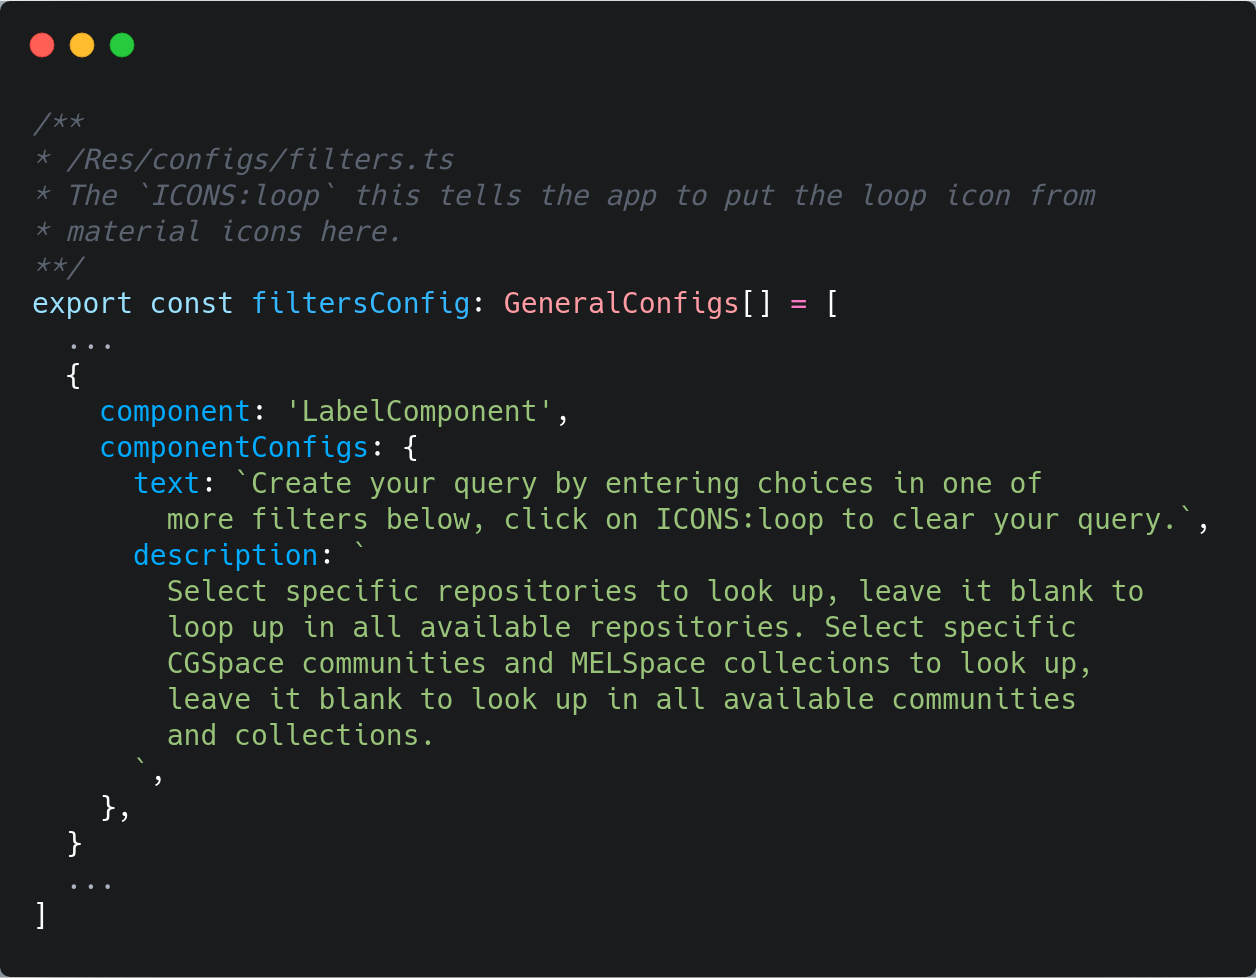 /**
* /Res/configs/filters.ts
* The `ICONS:loop` this tells the app to put the loop icon from
* material icons here.
**/
export const filtersConfig: GeneralConfigs[] = [
  ...
  {
    component: 'LabelComponent',
    componentConfigs: {
      text: `Create your query by entering choices in one of
        more filters below, click on ICONS:loop to clear your query.`,
      description: `
        Select specific repositories to look up, leave it blank to
        loop up in all available repositories. Select specific
        CGSpace communities and MELSpace collecions to look up,
        leave it blank to look up in all available communities
        and collections.
      `,
    },
  }
  ...
]